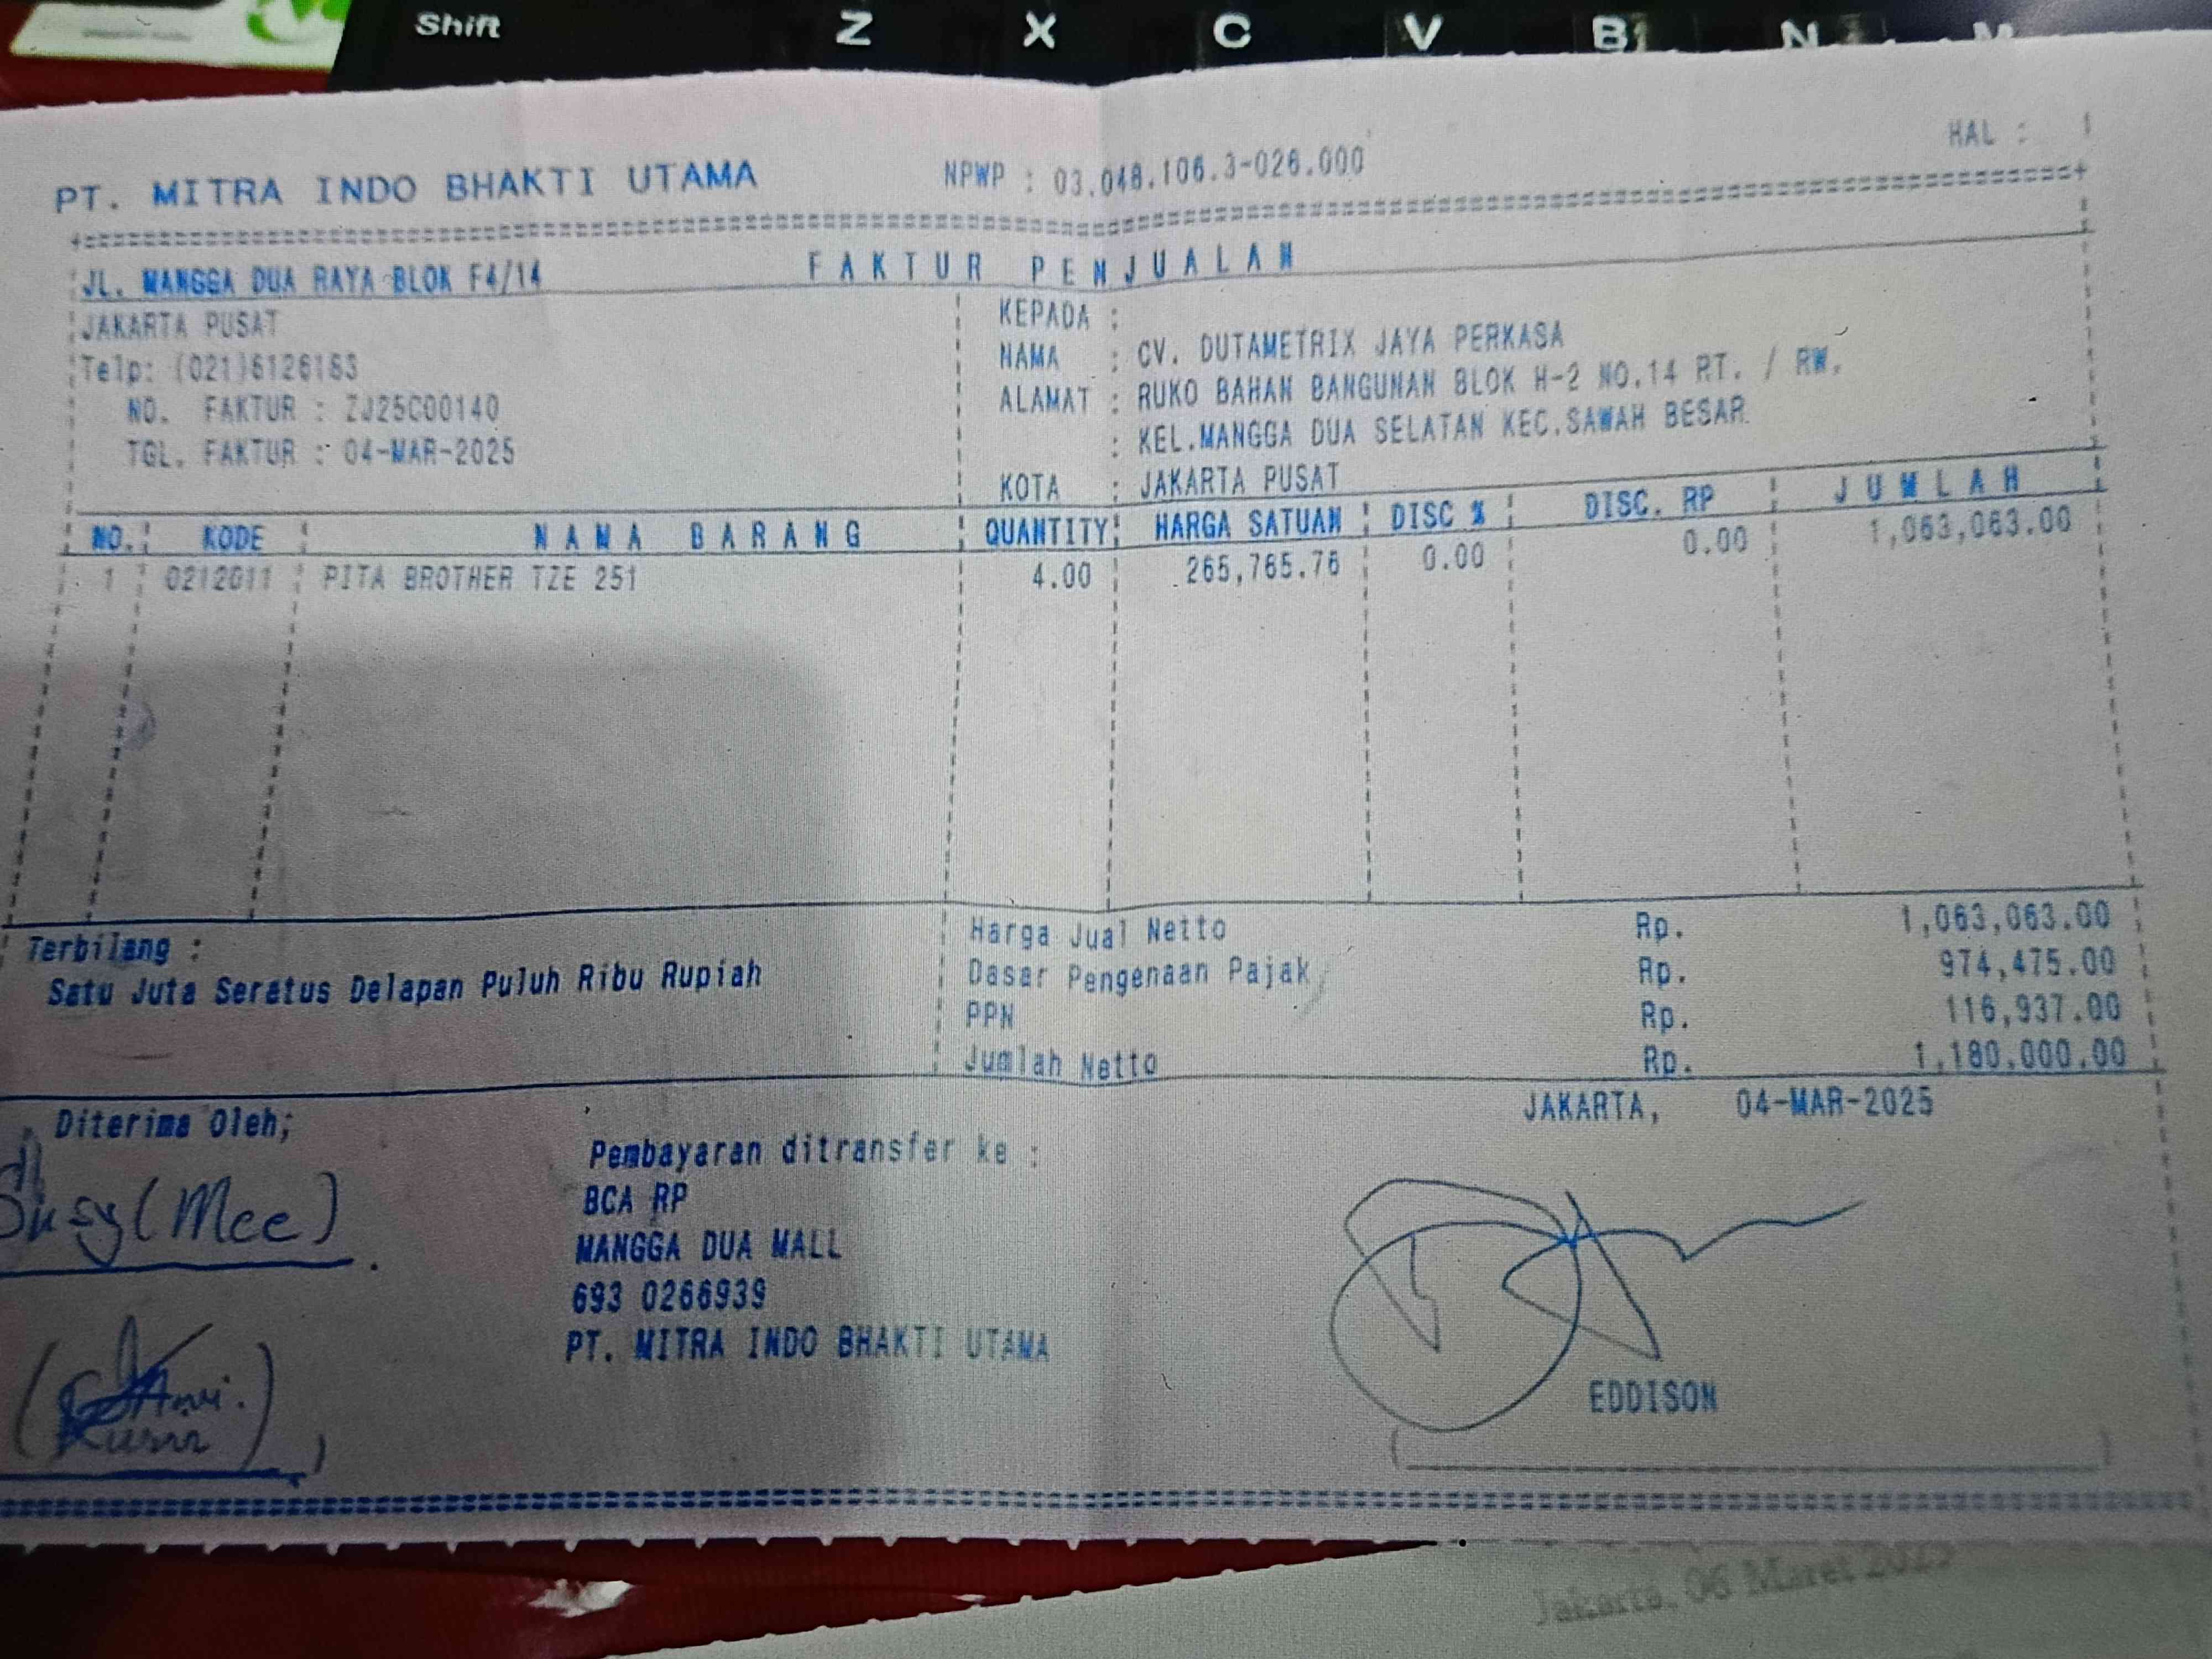 Shift Z X C V B N M
HAL : 1
PT. MITRA INDO BHAKTI UTAMA NPWP : 03.048.106.3-026.000
JL. MANGGA DUA RAYA BLOK F4/14 FAKTUR PENJUALAN
JAKARTA PUSAT
Telp: (021)6126183
NO. FAKTUR : ZJ25C00140
TGL. FAKTUR : 04-MAR-2025
KEPADA :
NAMA : CV. DUTAMETRIX JAYA PERKASA
ALAMAT : RUKO BAHAN BANGUNAN BLOK H-2 NO.14 RT. / RW.
: KEL.MANGGA DUA SELATAN KEC.SAWAH BESAR
KOTA : JAKARTA PUSAT
NO. KODE NAMA BARANG QUANTITY HARGA SATUAN DISC % DISC. RP JUMLAH
1 0212011 PITA BROTHER TZE 251 4.00 265,765.76 0.00 0.00 1,063,063.00
Terbilang :
Satu Juta Seratus Delapan Puluh Ribu Rupiah
Harga Jual Netto Rp. 1,063,063.00
Dasar Pengenaan Pajak Rp. 974,475.00
PPN Rp. 116,937.00
Jumlah Netto Rp. 1,180,000.00
JAKARTA, 04-MAR-2025
Diterima Oleh;
Susy (Mee)
Pembayaran ditransfer ke :
BCA RP
MANGGA DUA MALL
693 0266939
PT. MITRA INDO BHAKTI UTAMA
EDDISON
Jakarta, 06 Maret 2025